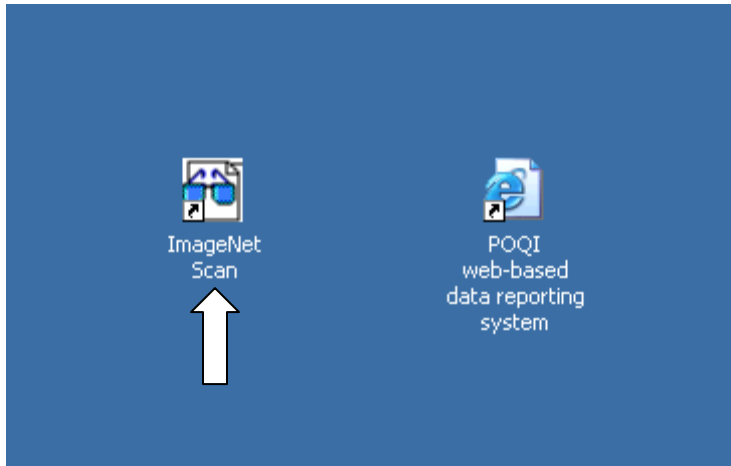 ImageNet
Scan
POQI
web-based
data reporting
system